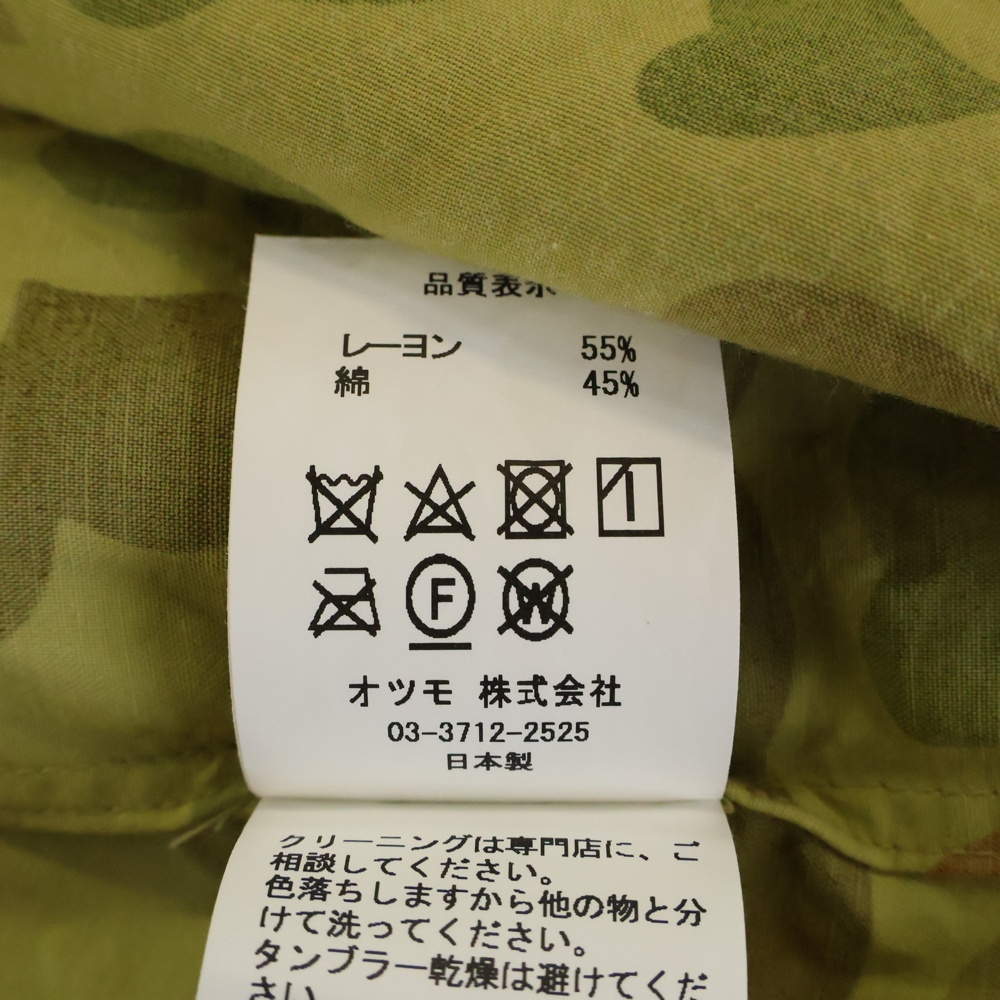 品質表示
レーヨン 55%
綿 45%
F
W
オツモ 株式会社
03-3712-2525
日本製
クリーニングは専門店に、ご
相談してください。
色落ちしますから他の物と分
けて洗ってください。
タンブラー乾燥は避けてくだ
さい